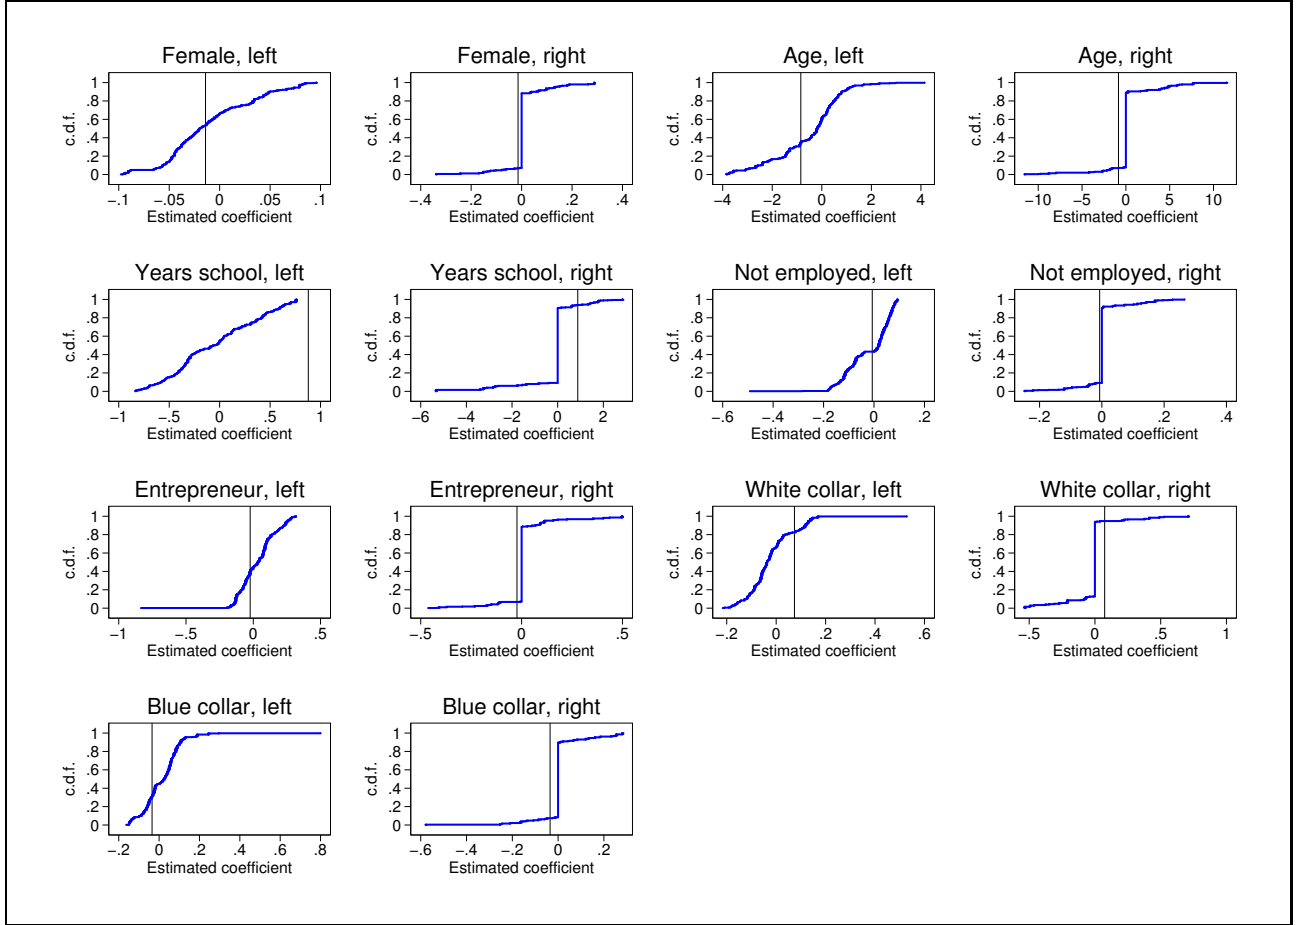 Female, left
c.d.f.
1
.8
.6
.4
.2
0
−.1 −.05 0 .05 .1
Estimated coefficient
Female, right
c.d.f.
1
.8
.6
.4
.2
0
−.4 −.2 0 .2 .4
Estimated coefficient
Age, left
c.d.f.
1
.8
.6
.4
.2
0
−4 −2 0 2 4
Estimated coefficient
Age, right
c.d.f.
1
.8
.6
.4
.2
0
−10 −5 0 5 10
Estimated coefficient
Years school, left
c.d.f.
1
.8
.6
.4
.2
0
−1 −.5 0 .5 1
Estimated coefficient
Years school, right
c.d.f.
1
.8
.6
.4
.2
0
−6 −4 −2 0 2
Estimated coefficient
Not employed, left
c.d.f.
1
.8
.6
.4
.2
0
−.6 −.4 −.2 0 .2
Estimated coefficient
Not employed, right
c.d.f.
1
.8
.6
.4
.2
0
−.2 0 .2 .4
Estimated coefficient
Entrepreneur, left
c.d.f.
1
.8
.6
.4
.2
0
−1 −.5 0 .5
Estimated coefficient
Entrepreneur, right
c.d.f.
1
.8
.6
.4
.2
0
−.5 0 .5
Estimated coefficient
White collar, left
c.d.f.
1
.8
.6
.4
.2
0
−.2 0 .2 .4 .6
Estimated coefficient
White collar, right
c.d.f.
1
.8
.6
.4
.2
0
−.5 0 .5 1
Estimated coefficient
Blue collar, left
c.d.f.
1
.8
.6
.4
.2
0
−.2 0 .2 .4 .6 .8
Estimated coefficient
Blue collar, right
c.d.f.
1
.8
.6
.4
.2
0
−.6 −.4 −.2 0 .2
Estimated coefficient